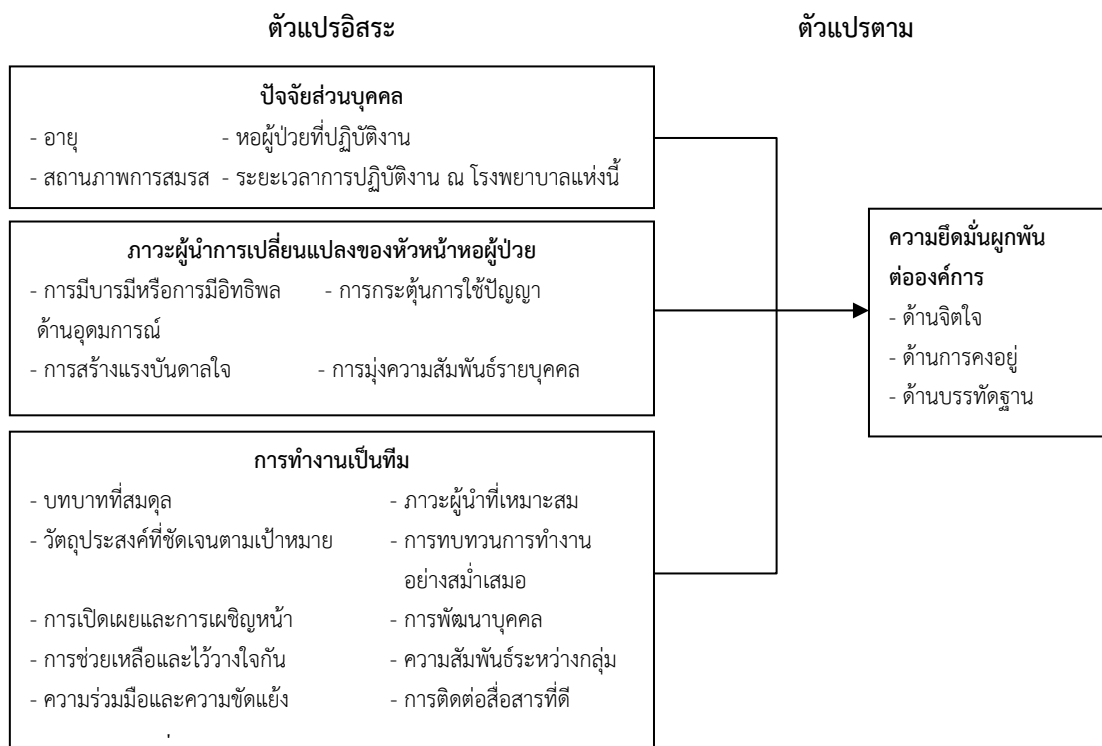 ตัวแปรอิสระ ตัวแปรตาม
ปัจจัยส่วนบุคคล
- อายุ - หอผู้ป่วยที่ปฏิบัติงาน
- สถานภาพการสมรส - ระยะเวลาการปฏิบัติงาน ณ โรงพยาบาลแห่งนี้
ภาวะผู้นำการเปลี่ยนแปลงของหัวหน้าหอผู้ป่วย
- การมีบารมีหรือการมีอิทธิพล - การกระตุ้นการใช้ปัญญา
ด้านอุดมการณ์
- การสร้างแรงบันดาลใจ - การมุ่งความสัมพันธ์รายบุคคล
การทำงานเป็นทีม
- บทบาทที่สมดุล - ภาวะผู้นำที่เหมาะสม
- วัตถุประสงค์ที่ชัดเจนตามเป้าหมาย - การทบทวนการทำงาน
อย่างสม่ำเสมอ
- การเปิดเผยและการเผชิญหน้า - การพัฒนาบุคคล
- การช่วยเหลือและไว้วางใจกัน - ความสัมพันธ์ระหว่างกลุ่ม
- ความร่วมมือและความขัดแย้ง - การติดต่อสื่อสารที่ดี
ความยึดมั่นผูกพัน
ต่อองค์การ
- ด้านจิตใจ
- ด้านการคงอยู่
- ด้านบรรทัดฐาน